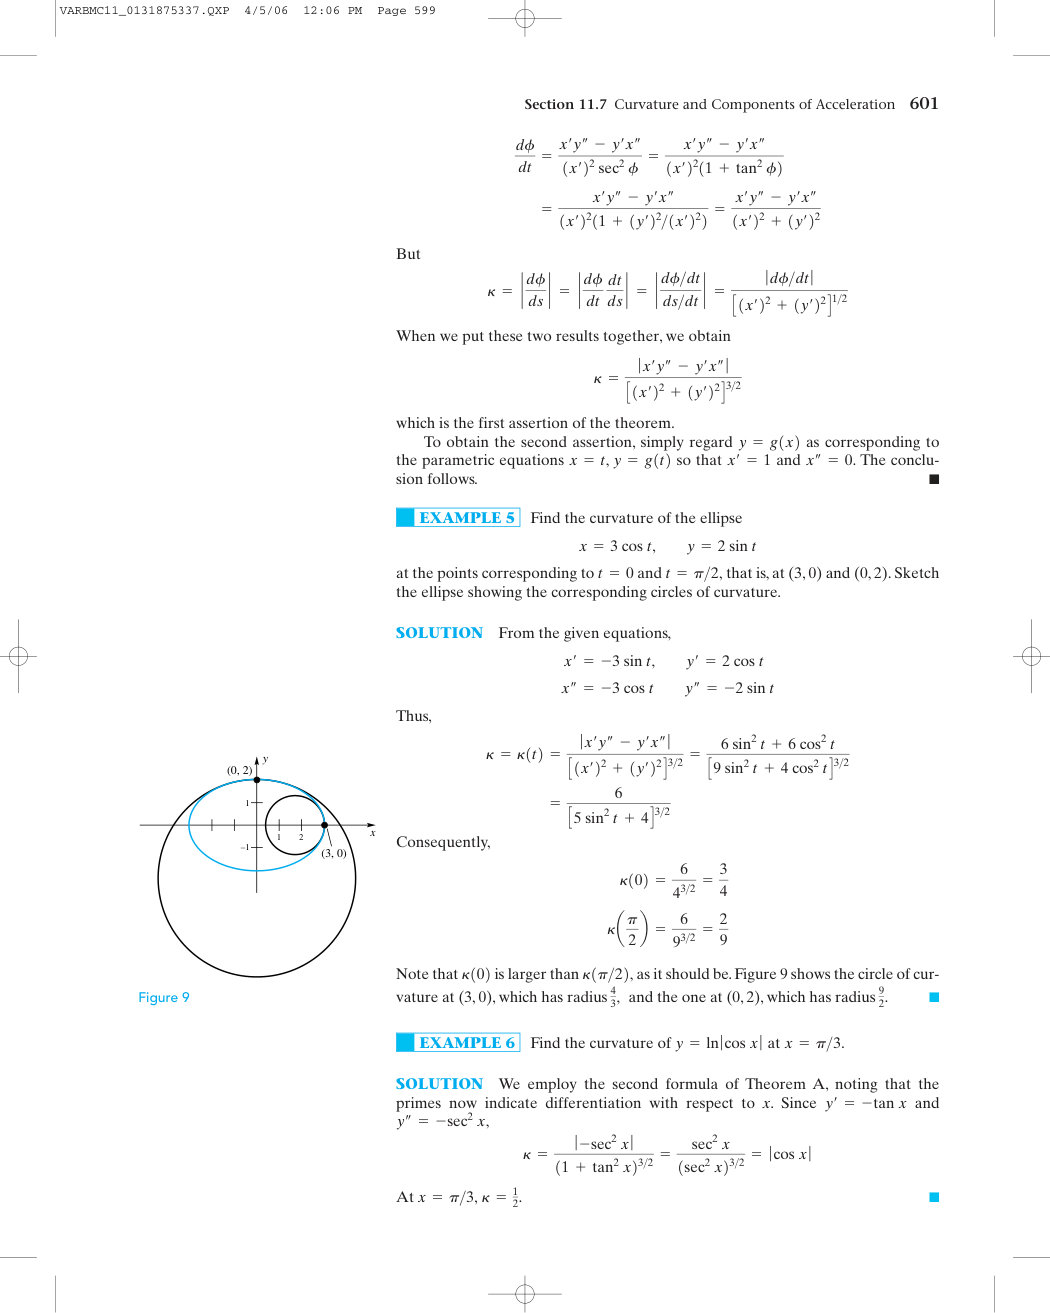 VARBMC11_0131875337.QXP 4/5/06 12:06 PM Page 599
Section 11.7 Curvature and Components of Acceleration 601
dϕ/dt = (x′y″ − y′x″)/((x′)² sec² ϕ) = (x′y″ − y′x″)/((x′)²(1 + tan² ϕ))
= (x′y″ − y′x″)/((x′)²(1 + (y′)²/(x′)²)) = (x′y″ − y′x″)/((x′)² + (y′)²)
But
κ = |dϕ/ds| = |dϕ/dt dt/ds| = |(dϕ/dt)/(ds/dt)| = |dϕ/dt|/[(x′)² + (y′)²]^(1/2)
When we put these two results together, we obtain
κ = |x′y″ − y′x″|/[(x′)² + (y′)²]^(3/2)
which is the first assertion of the theorem.
To obtain the second assertion, simply regard y = g(x) as corresponding to
the parametric equations x = t, y = g(t) so that x′ = 1 and x″ = 0. The conclu-
sion follows. ■
EXAMPLE 5 Find the curvature of the ellipse
x = 3 cos t, y = 2 sin t
at the points corresponding to t = 0 and t = π/2, that is, at (3, 0) and (0, 2). Sketch
the ellipse showing the corresponding circles of curvature.
SOLUTION From the given equations,
x′ = −3 sin t, y′ = 2 cos t
x″ = −3 cos t y″ = −2 sin t
Thus,
κ = κ(t) = |x′y″ − y′x″|/[(x′)² + (y′)²]^(3/2) = (6 sin² t + 6 cos² t)/[9 sin² t + 4 cos² t]^(3/2)
= 6/[5 sin² t + 4]^(3/2)
Consequently,
κ(0) = 6/4^(3/2) = 3/4
κ(π/2) = 6/9^(3/2) = 2/9
Note that κ(0) is larger than κ(π/2), as it should be. Figure 9 shows the circle of cur-
vature at (3, 0), which has radius 4/3, and the one at (0, 2), which has radius 9/2. ■
y
(0, 2)
1
1 2
x
−1
(3, 0)
Figure 9
EXAMPLE 6 Find the curvature of y = ln|cos x| at x = π/3.
SOLUTION We employ the second formula of Theorem A, noting that the
primes now indicate differentiation with respect to x. Since y′ = −tan x and
y″ = −sec² x,
κ = |−sec² x|/(1 + tan² x)^(3/2) = sec² x/(sec² x)^(3/2) = |cos x|
At x = π/3, κ = 1/2. ■